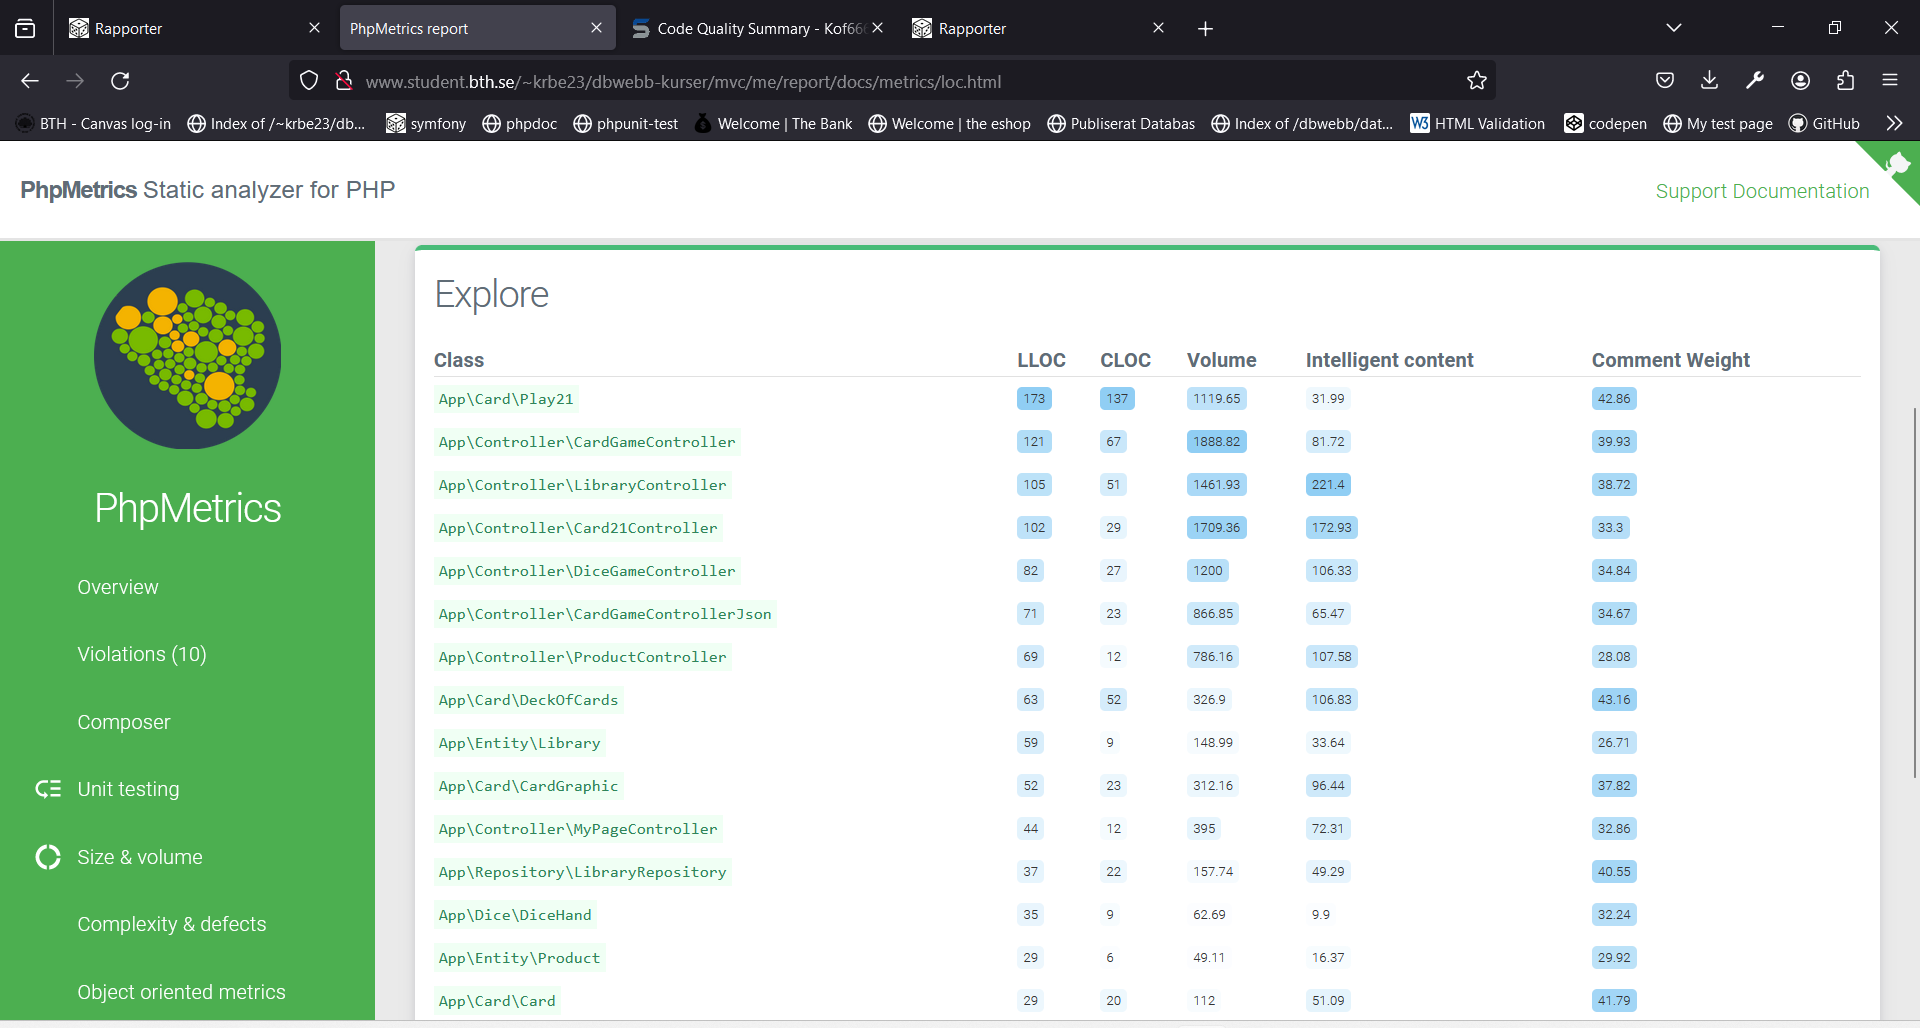 Rapporter
PhpMetrics report
Code Quality Summary - Kof66
Rapporter
www.student.bth.se/~krbe23/dbwebb-kurser/mvc/me/report/docs/metrics/loc.html
BTH - Canvas log-in
Index of /~krbe23/db...
symfony
phpdoc
phpunit-test
Welcome | The Bank
Welcome | the eshop
Publiserat Databas
Index of /dbwebb/dat...
HTML Validation
codepen
My test page
GitHub
PhpMetrics Static analyzer for PHP
Support Documentation
PhpMetrics
Overview
Violations (10)
Composer
Unit testing
Size & volume
Complexity & defects
Object oriented metrics
Explore
Class LLOC CLOC Volume Intelligent content Comment Weight
App\Card\Play21 173 137 1119.65 31.99 42.86
App\Controller\CardGameController 121 67 1888.82 81.72 39.93
App\Controller\LibraryController 105 51 1461.93 221.4 38.72
App\Controller\Card21Controller 102 29 1709.36 172.93 33.3
App\Controller\DiceGameController 82 27 1200 106.33 34.84
App\Controller\CardGameControllerJson 71 23 866.85 65.47 34.67
App\Controller\ProductController 69 12 786.16 107.58 28.08
App\Card\DeckOfCards 63 52 326.9 106.83 43.16
App\Entity\Library 59 9 148.99 33.64 26.71
App\Card\CardGraphic 52 23 312.16 96.44 37.82
App\Controller\MyPageController 44 12 395 72.31 32.86
App\Repository\LibraryRepository 37 22 157.74 49.29 40.55
App\Dice\DiceHand 35 9 62.69 9.9 32.24
App\Entity\Product 29 6 49.11 16.37 29.92
App\Card\Card 29 20 112 51.09 41.79